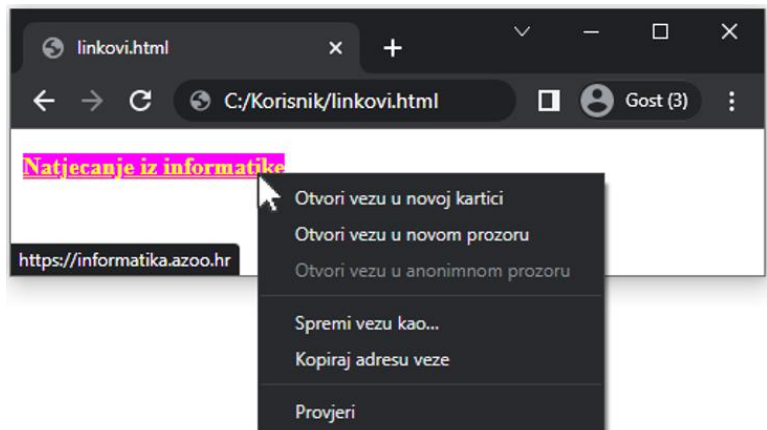 linkovi.html
C:/Korisnik/linkovi.html
Gost (3)
Natjecanje iz informatike
Otvori vezu u novoj kartici
Otvori vezu u novom prozoru
https://informatika.azoo.hr
Otvori vezu u anonimnom prozoru
Spremi vezu kao...
Kopiraj adresu veze
Provjeri